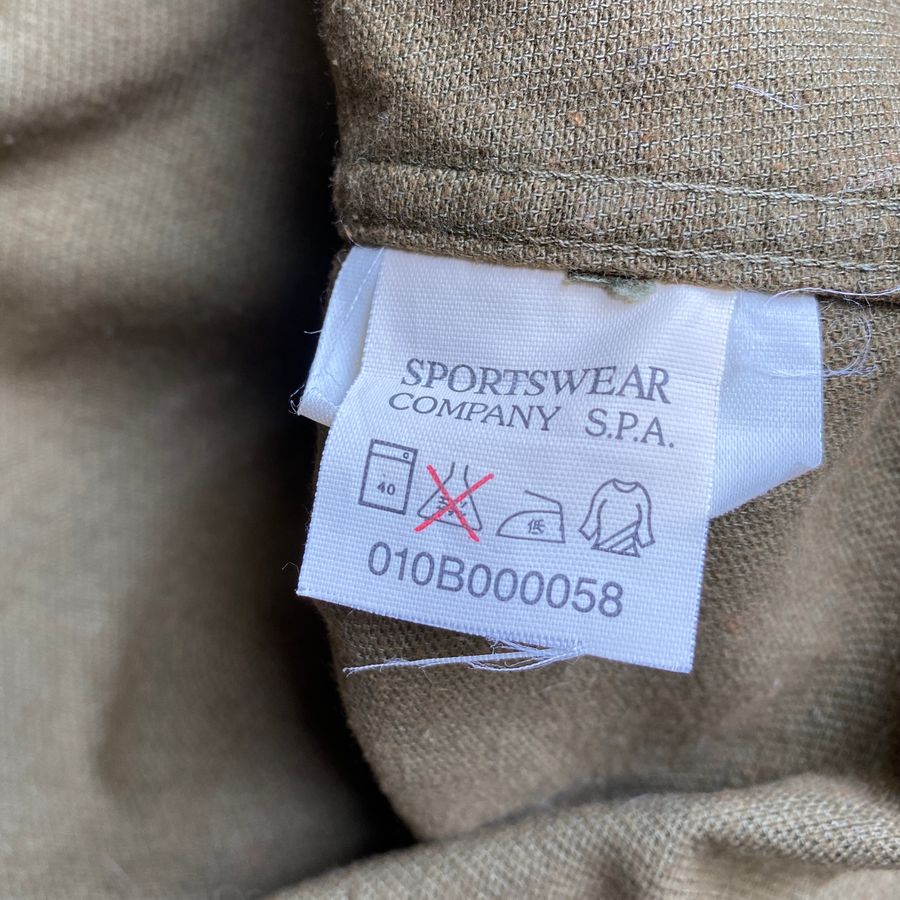 SPORTSWEAR
COMPANY S.P.A.
40 低
010B000058